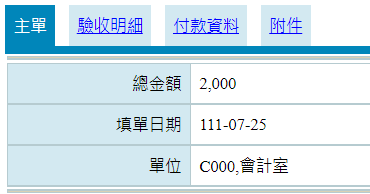 主單 驗收明細 付款資料 附件
總金額 2,000
填單日期 111-07-25
單位 C000,會計室